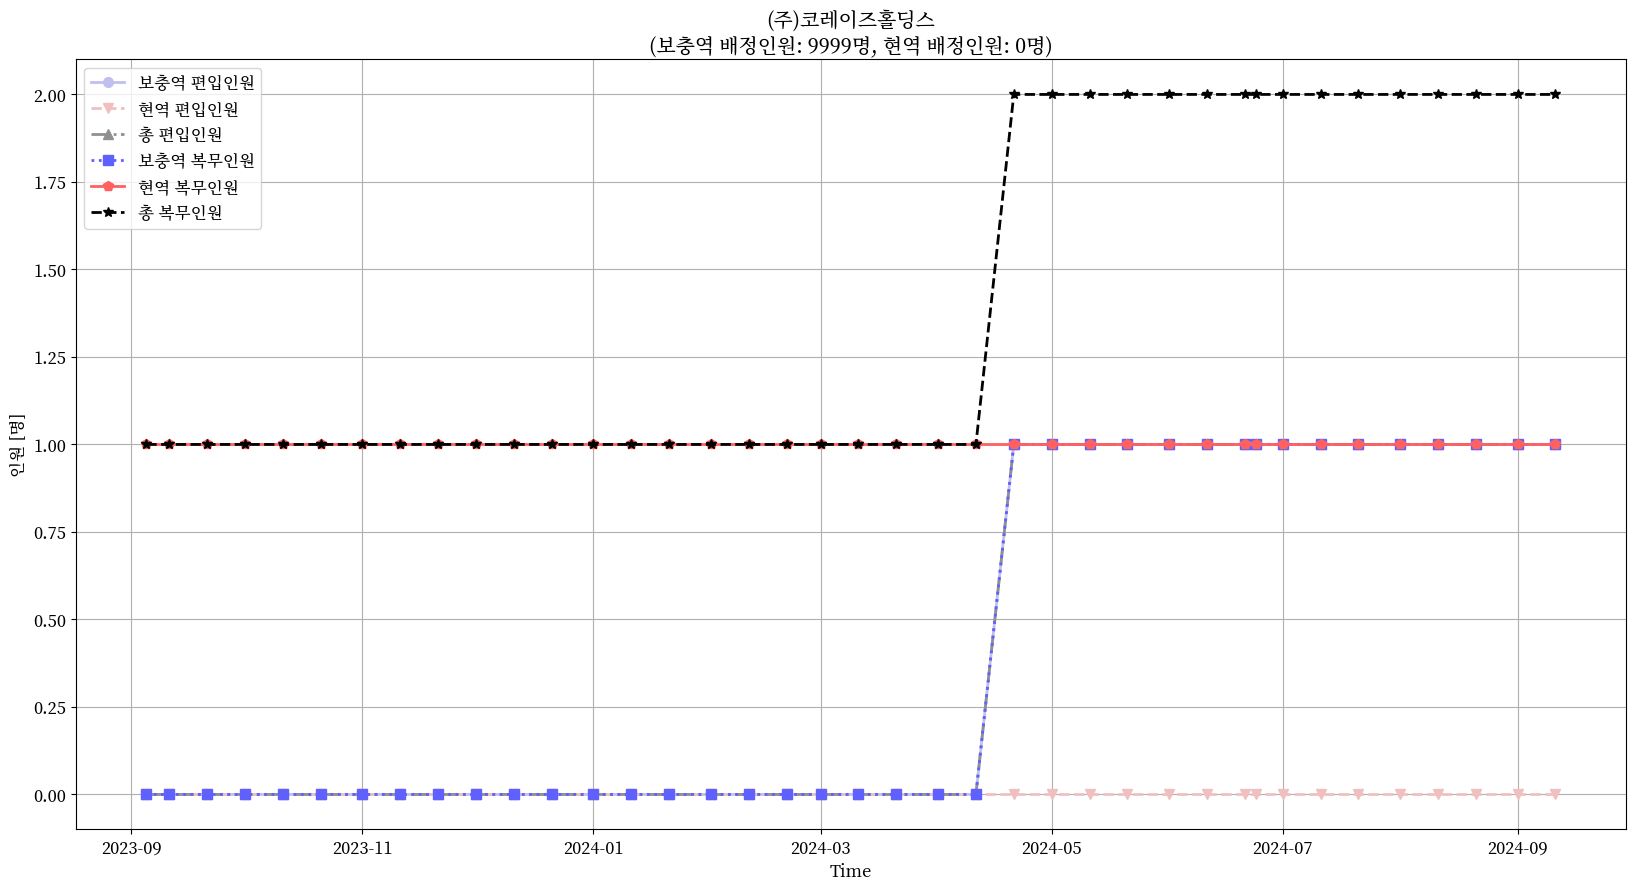 (주)코레이즈홀딩스
(보충역 배정인원: 9999명, 현역 배정인원: 0명)
보충역 편입인원
현역 편입인원
총 편입인원
보충역 복무인원
현역 복무인원
총 복무인원
인원 [명]
2.00
1.75
1.50
1.25
1.00
0.75
0.50
0.25
0.00
2023-09 2023-11 2024-01 2024-03 2024-05 2024-07 2024-09
Time